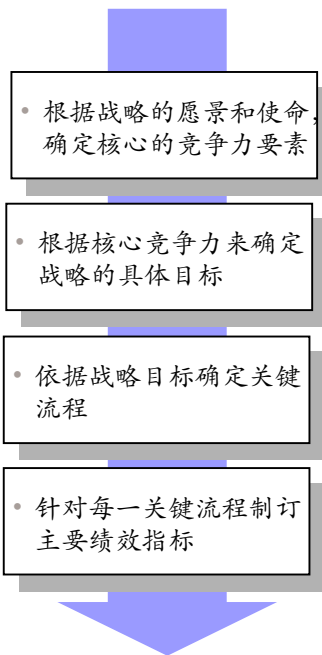 • 根据战略的愿景和使命,
确定核心的竞争力要素
• 根据核心竞争力来确定
战略的具体目标
• 依据战略目标确定关键
流程
• 针对每一关键流程制订
主要绩效指标